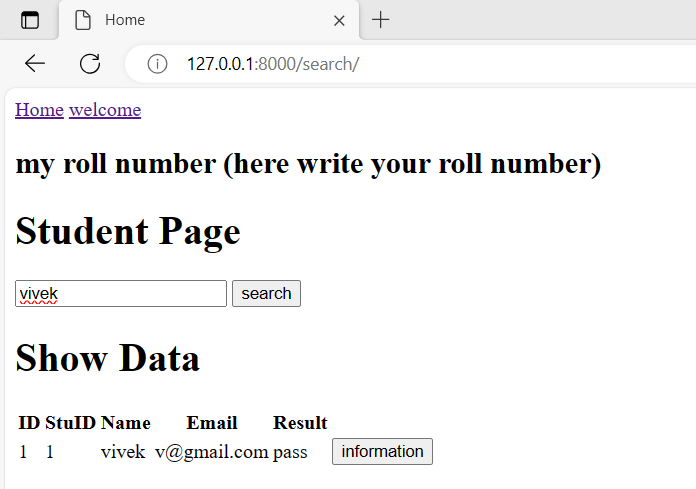 Home
127.0.0.1:8000/search/
Home welcome
my roll number (here write your roll number)
Student Page
vivek search
Show Data
ID StuID Name Email Result
1 1 vivek v@gmail.com pass information